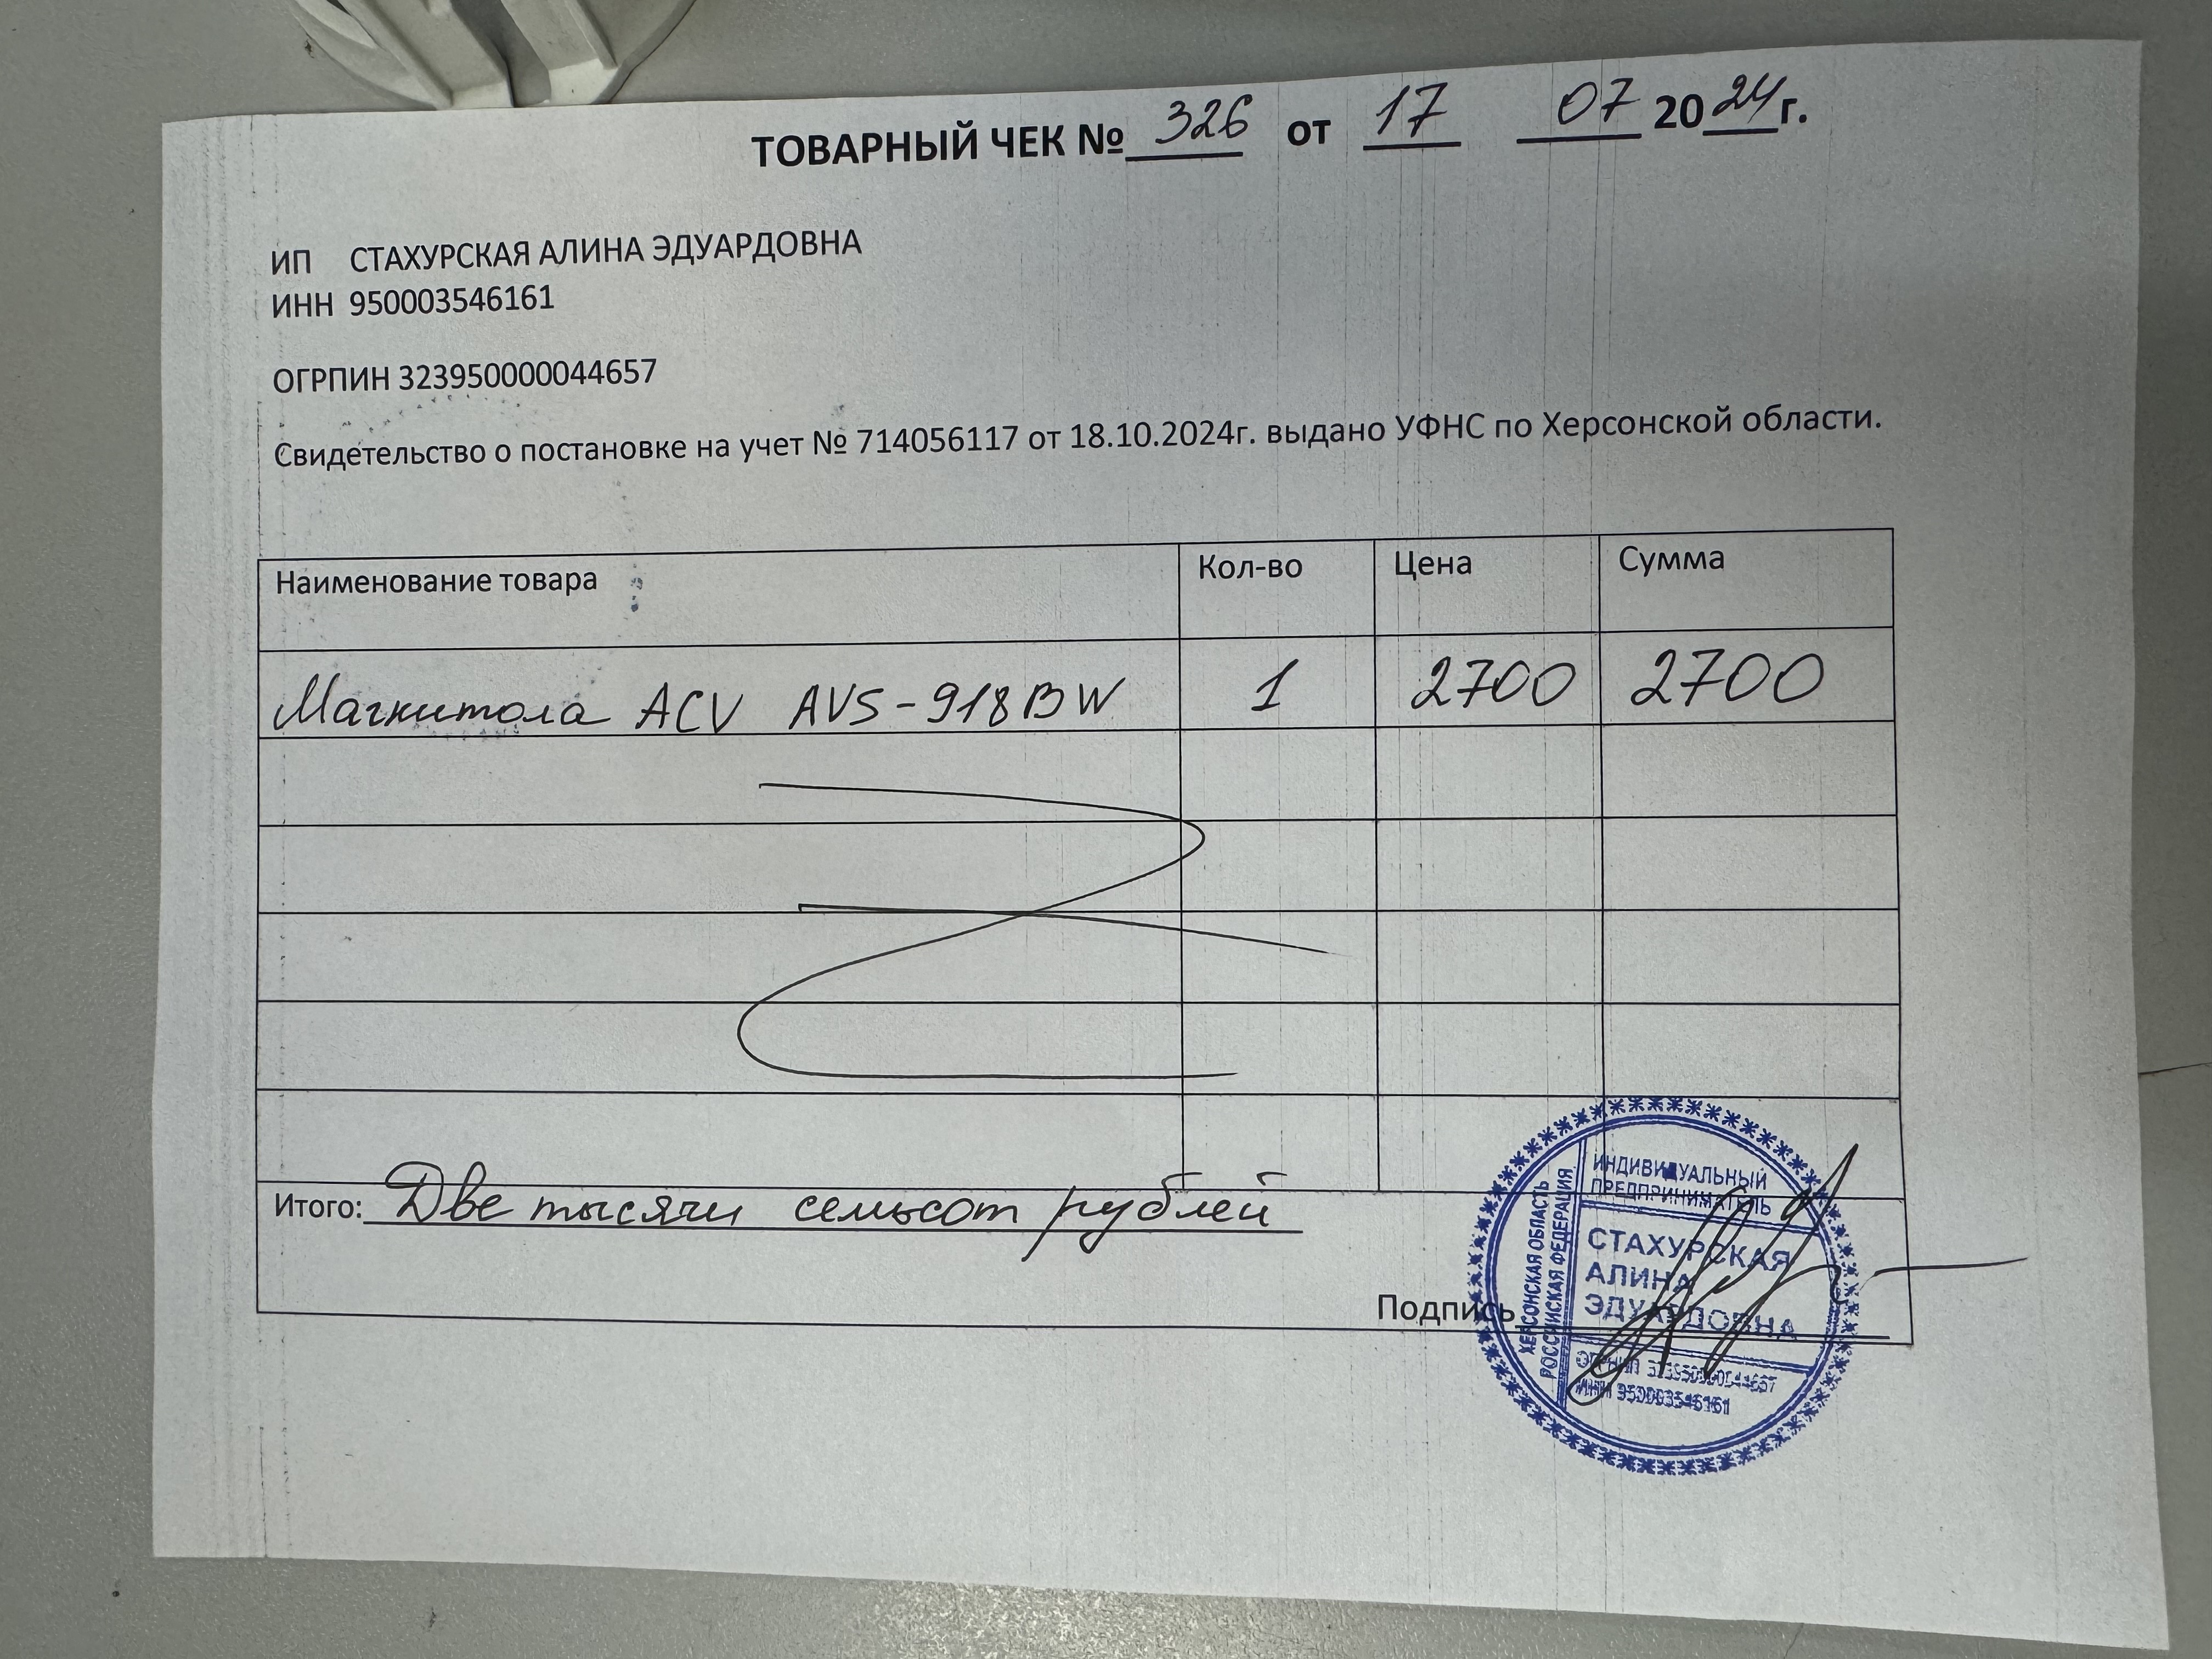 ТОВАРНЫЙ ЧЕК № 326 от 17 07 2024г.
ИП СТАХУРСКАЯ АЛИНА ЭДУАРДОВНА
ИНН 950003546161
ОГРПИН 323950000044657
Свидетельство о постановке на учет № 714056117 от 18.10.2024г. выдано УФНС по Херсонской области.
Наименование товара Кол-во Цена Сумма
Магнитола ACV AVS-918BW 1 2700 2700
Итого: Две тысячи семьсот рублей
Подпись
ХЕРСОНСКАЯ ОБЛАСТЬ
РОССИЙСКАЯ ФЕДЕРАЦИЯ
ИНДИВИДУАЛЬНЫЙ
ПРЕДПРИНИМАТЕЛЬ
СТАХУРСКАЯ
АЛИНА
ЭДУАРДОВНА
ОГРНИП 323950000044657
ИНН 950003546161